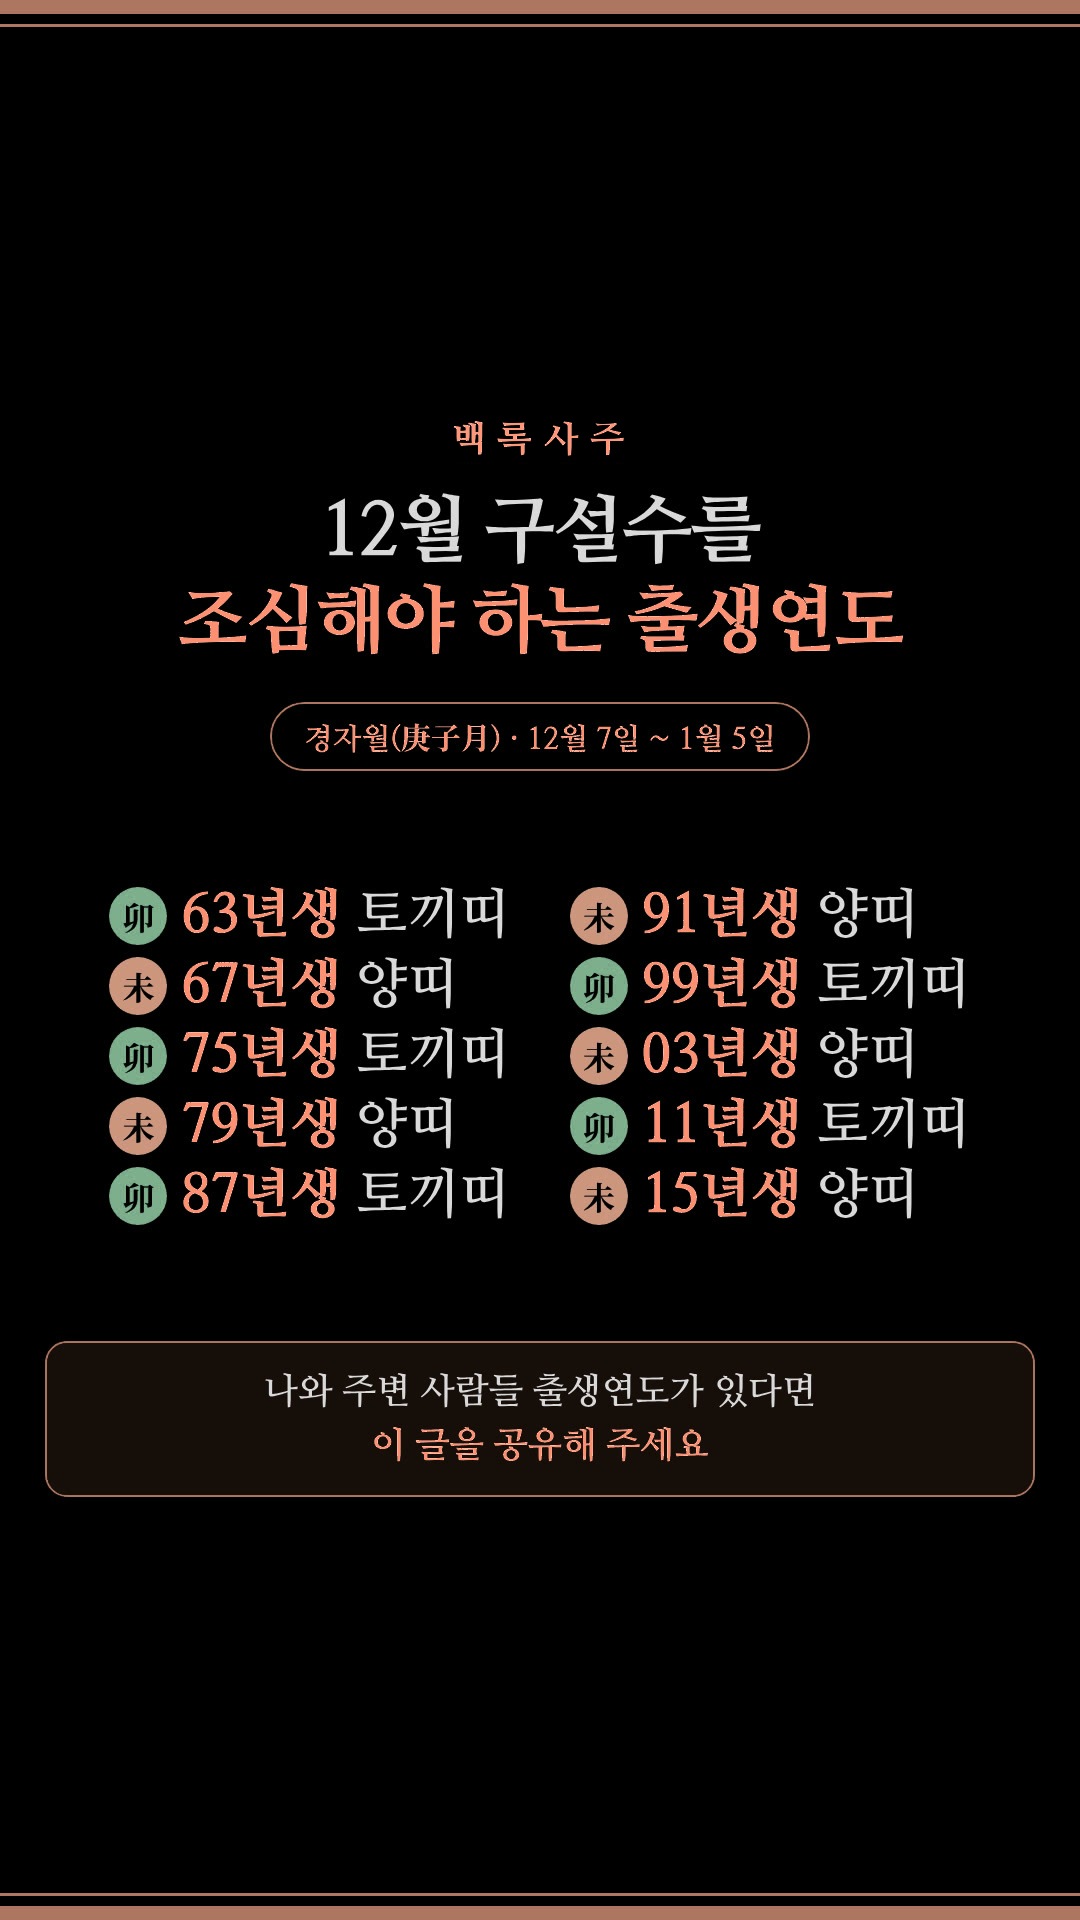 백록사주
12월 구설수를
조심해야 하는 출생연도
경자월(庚子月) · 12월 7일 ~ 1월 5일
卯 63년생 토끼띠
未 67년생 양띠
卯 75년생 토끼띠
未 79년생 양띠
卯 87년생 토끼띠
未 91년생 양띠
卯 99년생 토끼띠
未 03년생 양띠
卯 11년생 토끼띠
未 15년생 양띠
나와 주변 사람들 출생연도가 있다면
이 글을 공유해 주세요